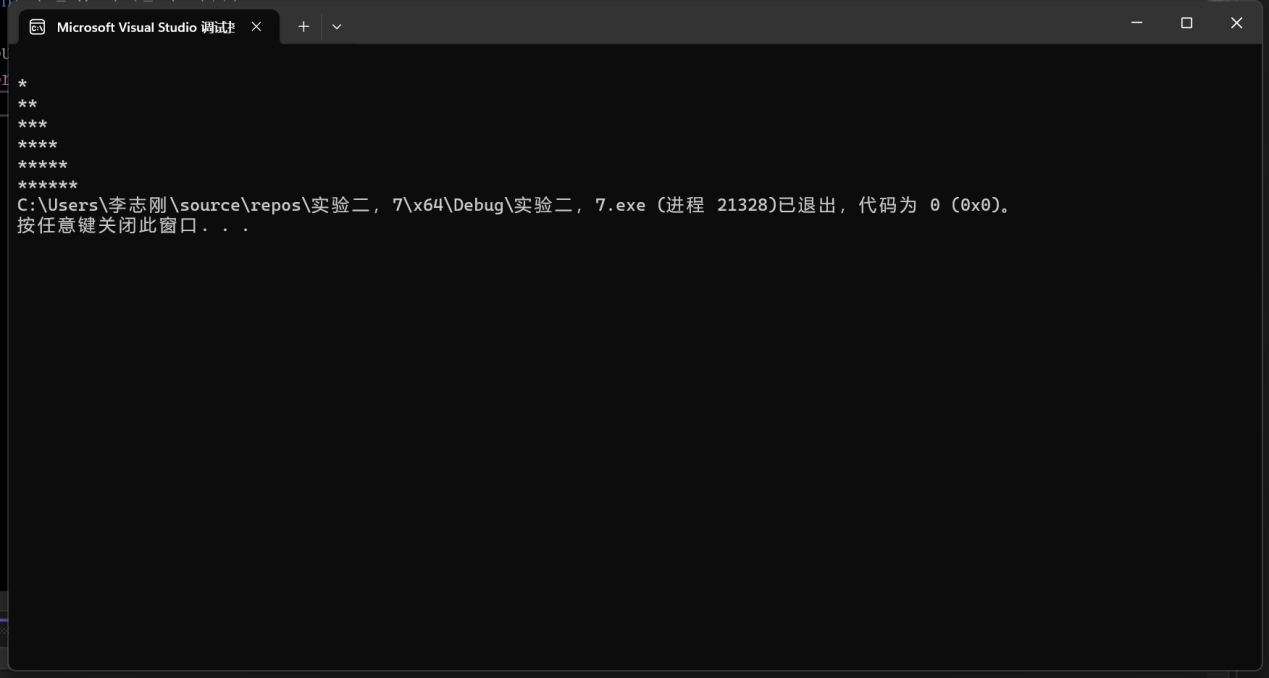 Microsoft Visual Studio 调试
*
**
***
****
*****
******
C:\Users\李志刚\source\repos\实验二, 7\x64\Debug\实验二, 7.exe (进程 21328)已退出，代码为 0 (0x0)。
按任意键关闭此窗口. . .